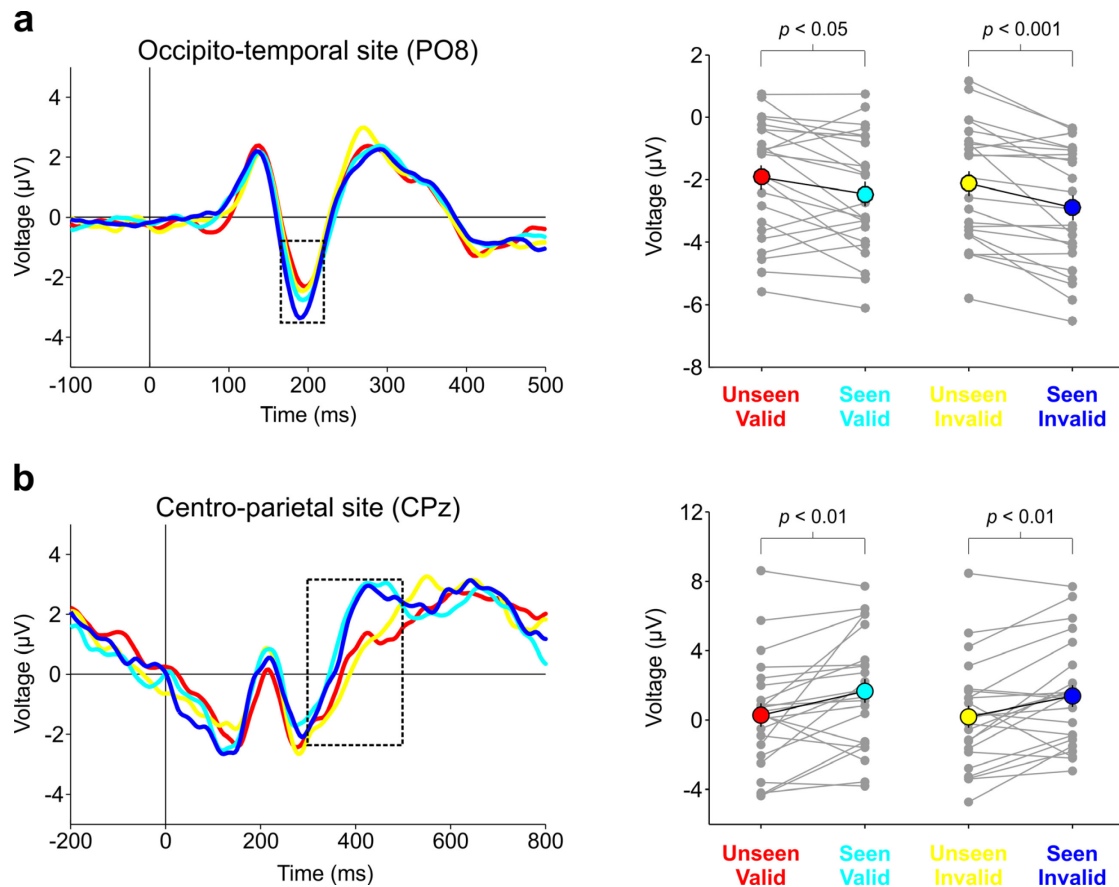 a
Occipito-temporal site (PO8)
Voltage (µV)
4
2
0
-2
-4
-100 0 100 200 300 400 500
Time (ms)
p < 0.05 p < 0.001
Voltage (µV)
2
0
-2
-4
-6
-8
Unseen Seen Unseen Seen
Valid Valid Invalid Invalid
b
Centro-parietal site (CPz)
Voltage (µV)
4
2
0
-2
-4
-200 0 200 400 600 800
Time (ms)
p < 0.01 p < 0.01
Voltage (µV)
12
8
4
0
-4
Unseen Seen Unseen Seen
Valid Valid Invalid Invalid